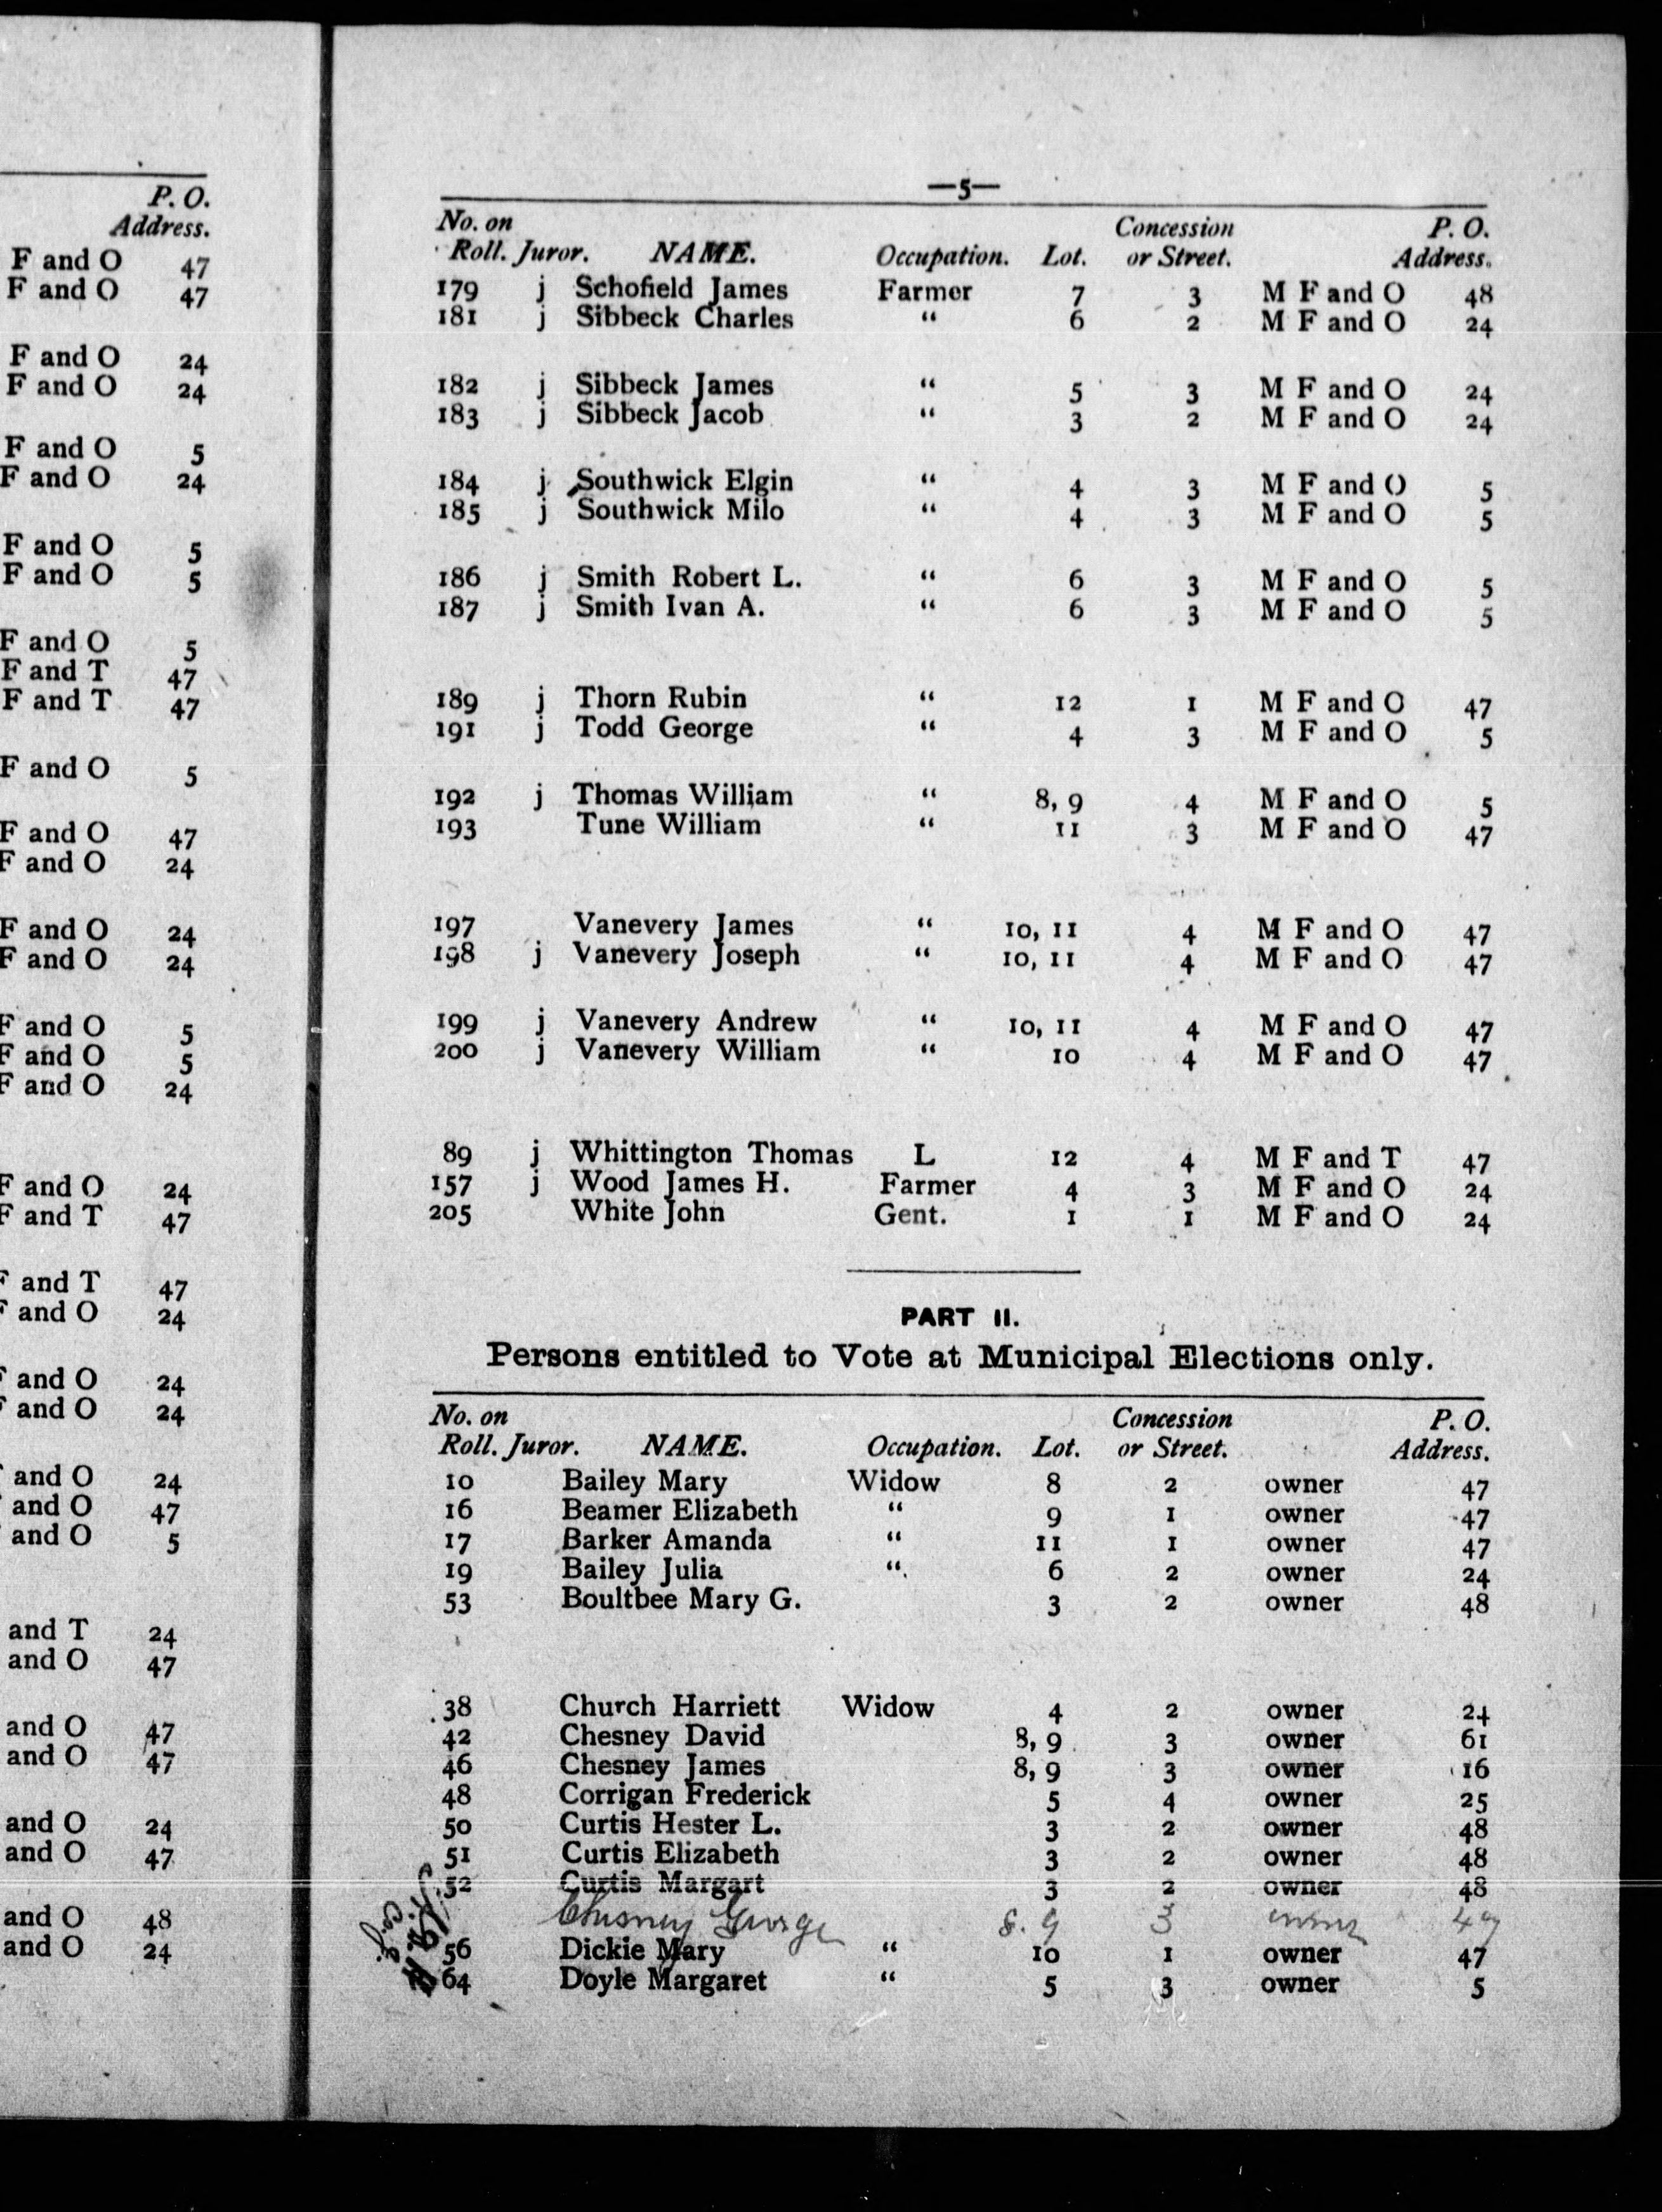 P. O.
Address.
F and O 47
F and O 47
F and O 24
F and O 24
F and O 5
F and O 24
F and O 5
F and O 5
F and O 5
F and T 47
F and T 47
F and O 5
F and O 47
F and O 24
F and O 24
F and O 24
F and O 5
F and O 5
F and O 24
F and O 24
F and T 47
F and T 47
F and O 24
F and O 24
F and O 24
and O 24
and O 47
and O 5
and T 24
and O 47
and O 47
and O 47
and O 24
and O 47
and O 48
and O 24
—5—
No. on Concession P. O.
Roll. Juror. NAME. Occupation. Lot. or Street. Address.
179 j Schofield James Farmer 7 3 M F and O 48
181 j Sibbeck Charles “ 6 2 M F and O 24
182 j Sibbeck James “ 5 3 M F and O 24
183 j Sibbeck Jacob “ 3 2 M F and O 24
184 j Southwick Elgin “ 4 3 M F and O 5
185 j Southwick Milo “ 4 3 M F and O 5
186 j Smith Robert L. “ 6 3 M F and O 5
187 j Smith Ivan A. “ 6 3 M F and O 5
189 j Thorn Rubin “ 12 1 M F and O 47
191 j Todd George “ 4 3 M F and O 5
192 j Thomas William “ 8, 9 4 M F and O 5
193 Tune William “ 11 3 M F and O 47
197 Vanevery James “ 10, 11 4 M F and O 47
198 j Vanevery Joseph “ 10, 11 4 M F and O 47
199 j Vanevery Andrew “ 10, 11 4 M F and O 47
200 j Vanevery William “ 10 4 M F and O 47
89 j Whittington Thomas L 12 4 M F and T 47
157 j Wood James H. Farmer 4 3 M F and O 24
205 White John Gent. 1 1 M F and O 24
PART II.
Persons entitled to Vote at Municipal Elections only.
No. on Concession P. O.
Roll. Juror. NAME. Occupation. Lot. or Street. Address.
10 Bailey Mary Widow 8 2 owner 47
16 Beamer Elizabeth “ 9 1 owner 47
17 Barker Amanda “ 11 1 owner 47
19 Bailey Julia “ 6 2 owner 24
53 Boultbee Mary G. 3 2 owner 48
38 Church Harriett Widow 4 2 owner 24
42 Chesney David 8, 9 3 owner 61
46 Chesney James 8, 9 3 owner 16
48 Corrigan Frederick 5 4 owner 25
50 Curtis Hester L. 3 2 owner 48
51 Curtis Elizabeth 3 2 owner 48
52 Curtis Margart 3 2 owner 48
Chesney George 8. 9 3 owner 47
56 Dickie Mary “ 10 1 owner 47
64 Doyle Margaret “ 5 3 owner 5